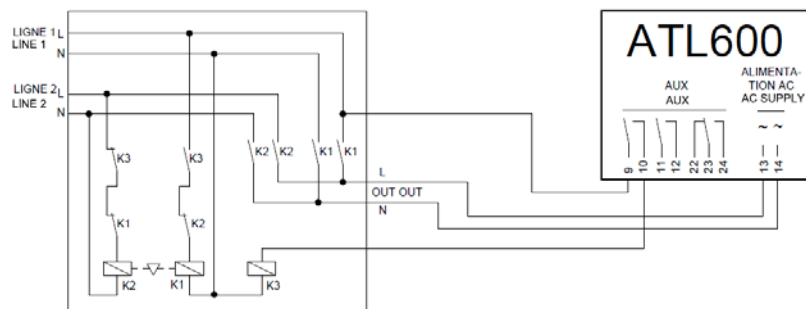 LIGNE 1 L
LINE 1
N
LIGNE 2 L
LINE 2 N
K3
K3
K2
K2
K1
K1
K1
K2
L
OUT OUT
N
K2
K1
K3
ATL600
AUX
AUX
ALIMENTA-
TION AC
AC SUPPLY
~ ~
9 10 11 12 22 23 24 13 14